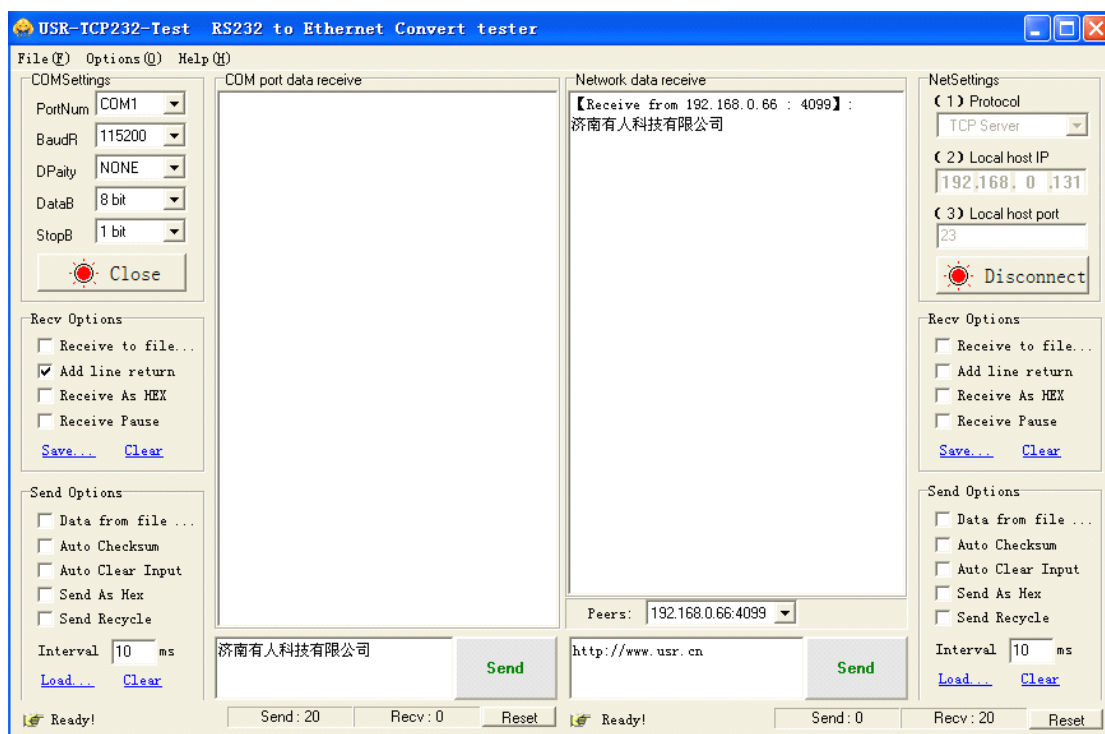 USR-TCP232-Test RS232 to Ethernet Convert tester
File(F) Options(O) Help(H)
COMSettings
PortNum COM1
BaudR 115200
DPaity NONE
DataB 8 bit
StopB 1 bit
Close
Recv Options
Receive to file...
Add line return
Receive As HEX
Receive Pause
Save... Clear
Send Options
Data from file ...
Auto Checksum
Auto Clear Input
Send As Hex
Send Recycle
Interval 10 ms
Load... Clear
Ready!
COM port data receive
济南有人科技有限公司
Send
Send : 20 Recv : 0 Reset
Network data receive
【Receive from 192.168.0.66 : 4099】:
济南有人科技有限公司
Peers: 192.168.0.66:4099
http://www.usr.cn
Send
Ready! Send : 0 Recv : 20 Reset
NetSettings
(1) Protocol
TCP Server
(2) Local host IP
192.168. 0 .131
(3) Local host port
23
Disconnect
Recv Options
Receive to file...
Add line return
Receive As HEX
Receive Pause
Save... Clear
Send Options
Data from file ...
Auto Checksum
Auto Clear Input
Send As Hex
Send Recycle
Interval 10 ms
Load... Clear